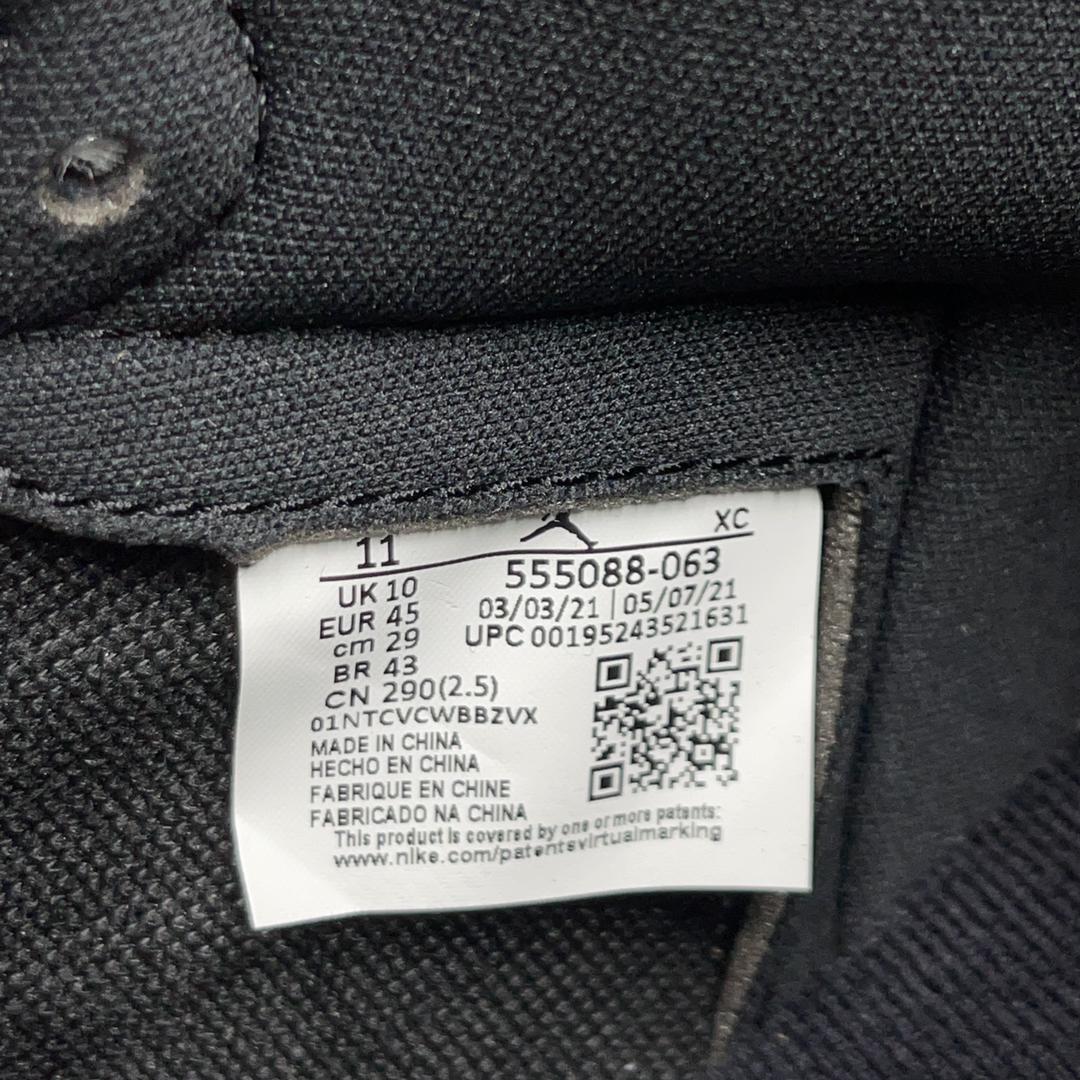 11
XC
UK 10
EUR 45
cm 29
BR 43
CN 290(2.5)
555088-063
03/03/21 | 05/07/21
UPC 00195243521631
01NTCVCWBBZVX
MADE IN CHINA
HECHO EN CHINA
FABRIQUE EN CHINE
FABRICADO NA CHINA
This product is covered by one or more patents:
www.nike.com/patentsvirtualmarking